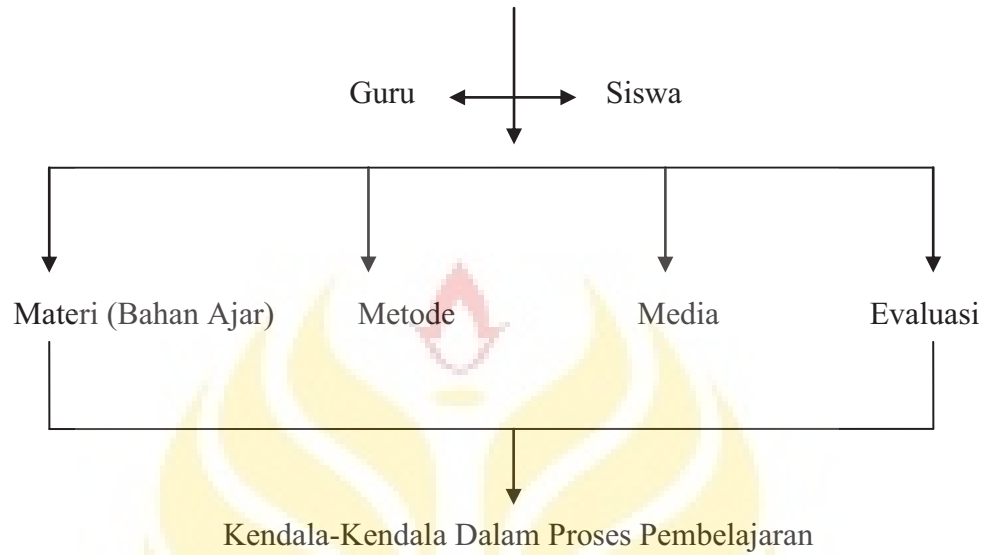 Guru Siswa
Materi (Bahan Ajar) Metode Media Evaluasi
Kendala-Kendala Dalam Proses Pembelajaran